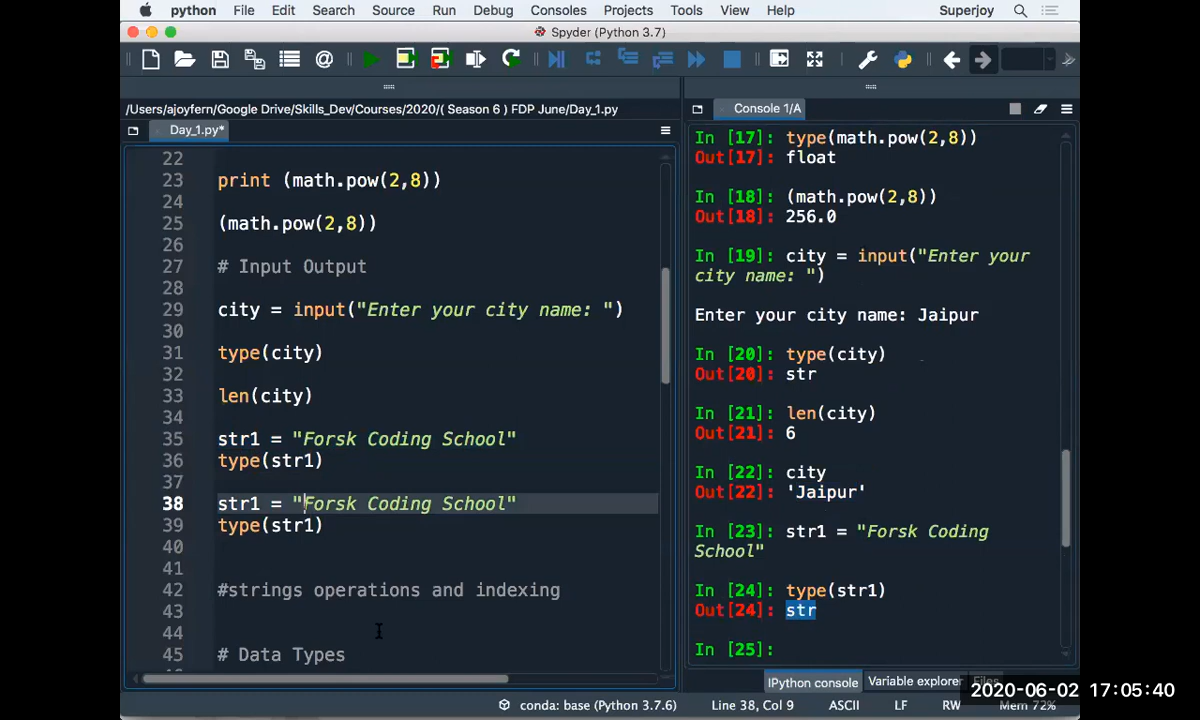 python File Edit Search Source Run Debug Consoles Projects Tools View Help Superjoy
Spyder (Python 3.7)
/Users/ajoyfern/Google Drive/Skills_Dev/Courses/2020/( Season 6 ) FDP June/Day_1.py
Day_1.py*
22
23 print (math.pow(2,8))
24
25 (math.pow(2,8))
26
27 # Input Output
28
29 city = input("Enter your city name: ")
30
31 type(city)
32
33 len(city)
34
35 str1 = "Forsk Coding School"
36 type(str1)
37
38 str1 = "Forsk Coding School"
39 type(str1)
40
41
42 #strings operations and indexing
43
44
45 # Data Types
Console 1/A
In [17]: type(math.pow(2,8))
Out[17]: float
In [18]: (math.pow(2,8))
Out[18]: 256.0
In [19]: city = input("Enter your
city name: ")
Enter your city name: Jaipur
In [20]: type(city)
Out[20]: str
In [21]: len(city)
Out[21]: 6
In [22]: city
Out[22]: 'Jaipur'
In [23]: str1 = "Forsk Coding
School"
In [24]: type(str1)
Out[24]: str
In [25]:
IPython console Variable explorer Files
2020-06-02 17:05:40
conda: base (Python 3.7.6) Line 38, Col 9 ASCII LF RW Mem 72%